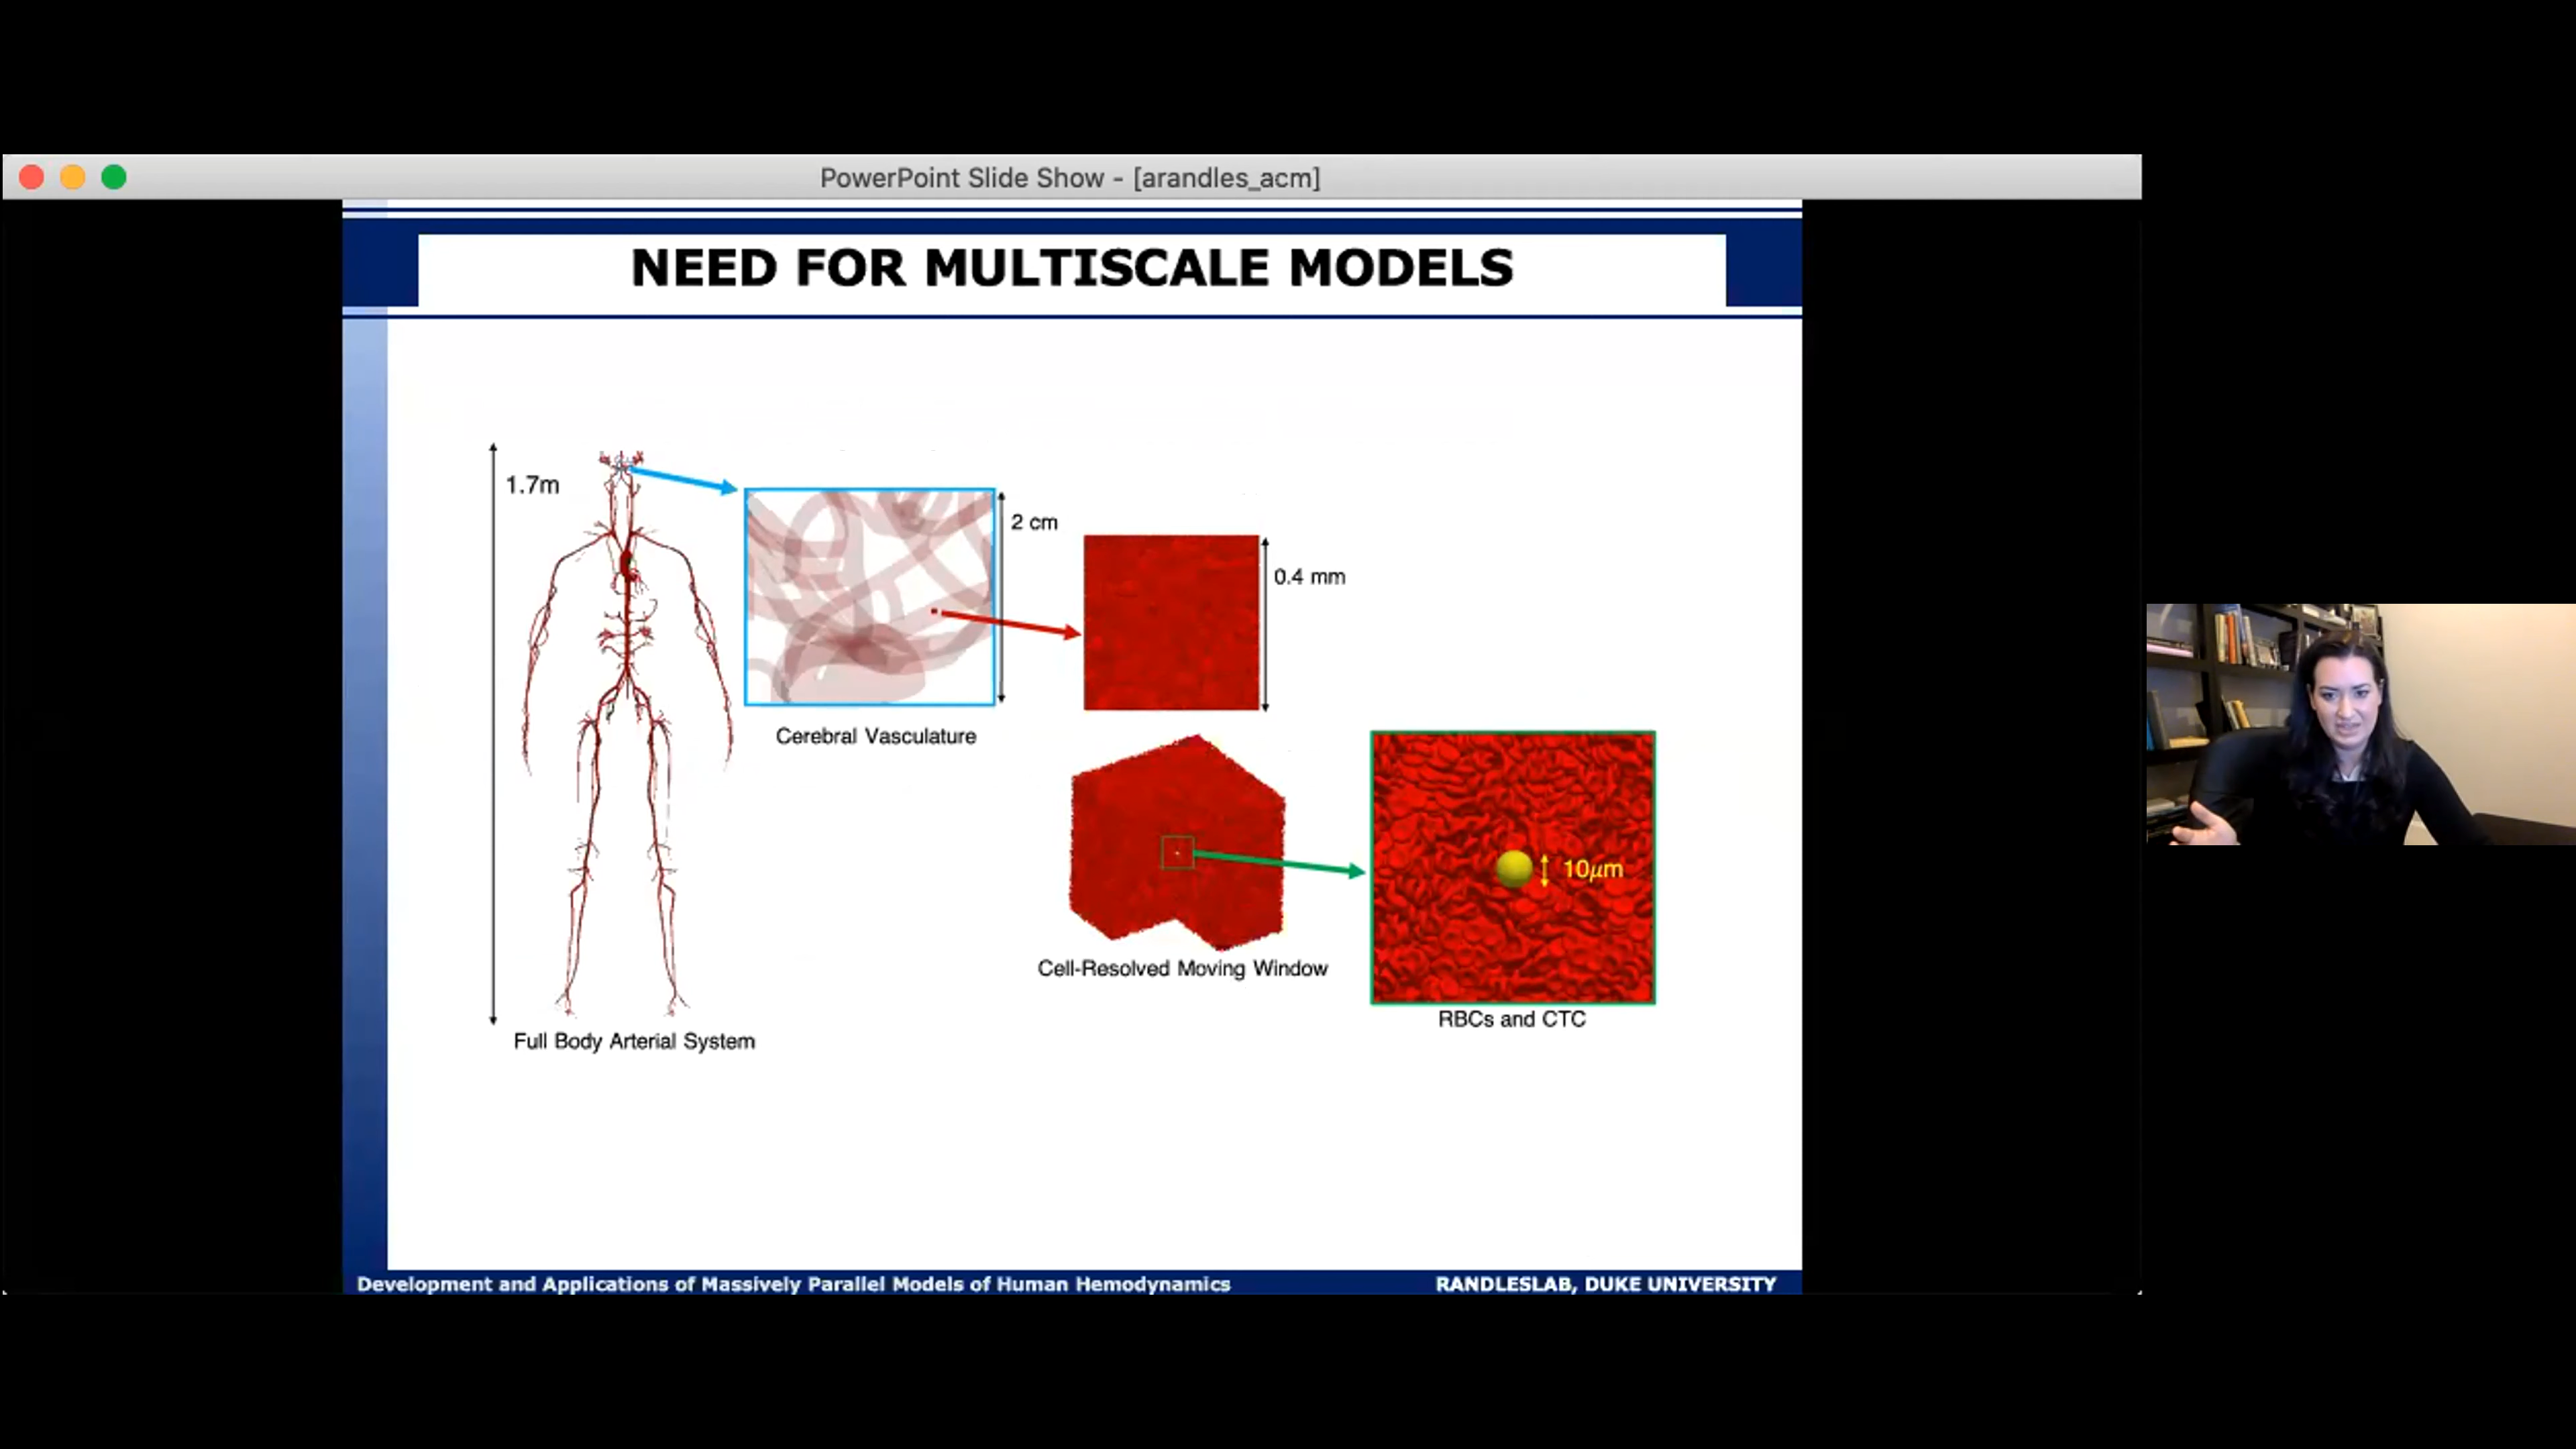 PowerPoint Slide Show - [arandles_acm]
NEED FOR MULTISCALE MODELS
1.7m
2 cm
0.4 mm
Cerebral Vasculature
10μm
Cell-Resolved Moving Window
RBCs and CTC
Full Body Arterial System
Development and Applications of Massively Parallel Models of Human Hemodynamics
RANDLESLAB, DUKE UNIVERSITY